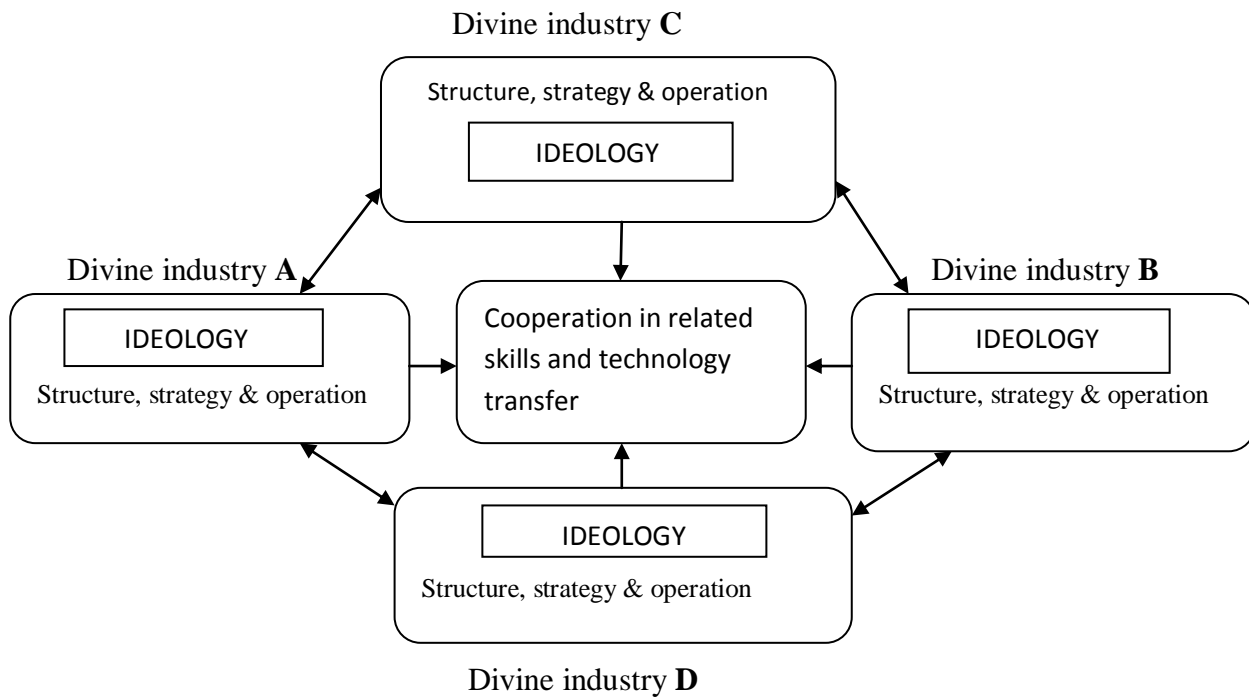 Divine industry C
Structure, strategy & operation
IDEOLOGY
Divine industry A
IDEOLOGY
Structure, strategy & operation
Cooperation in related
skills and technology
transfer
Divine industry B
IDEOLOGY
Structure, strategy & operation
IDEOLOGY
Structure, strategy & operation
Divine industry D